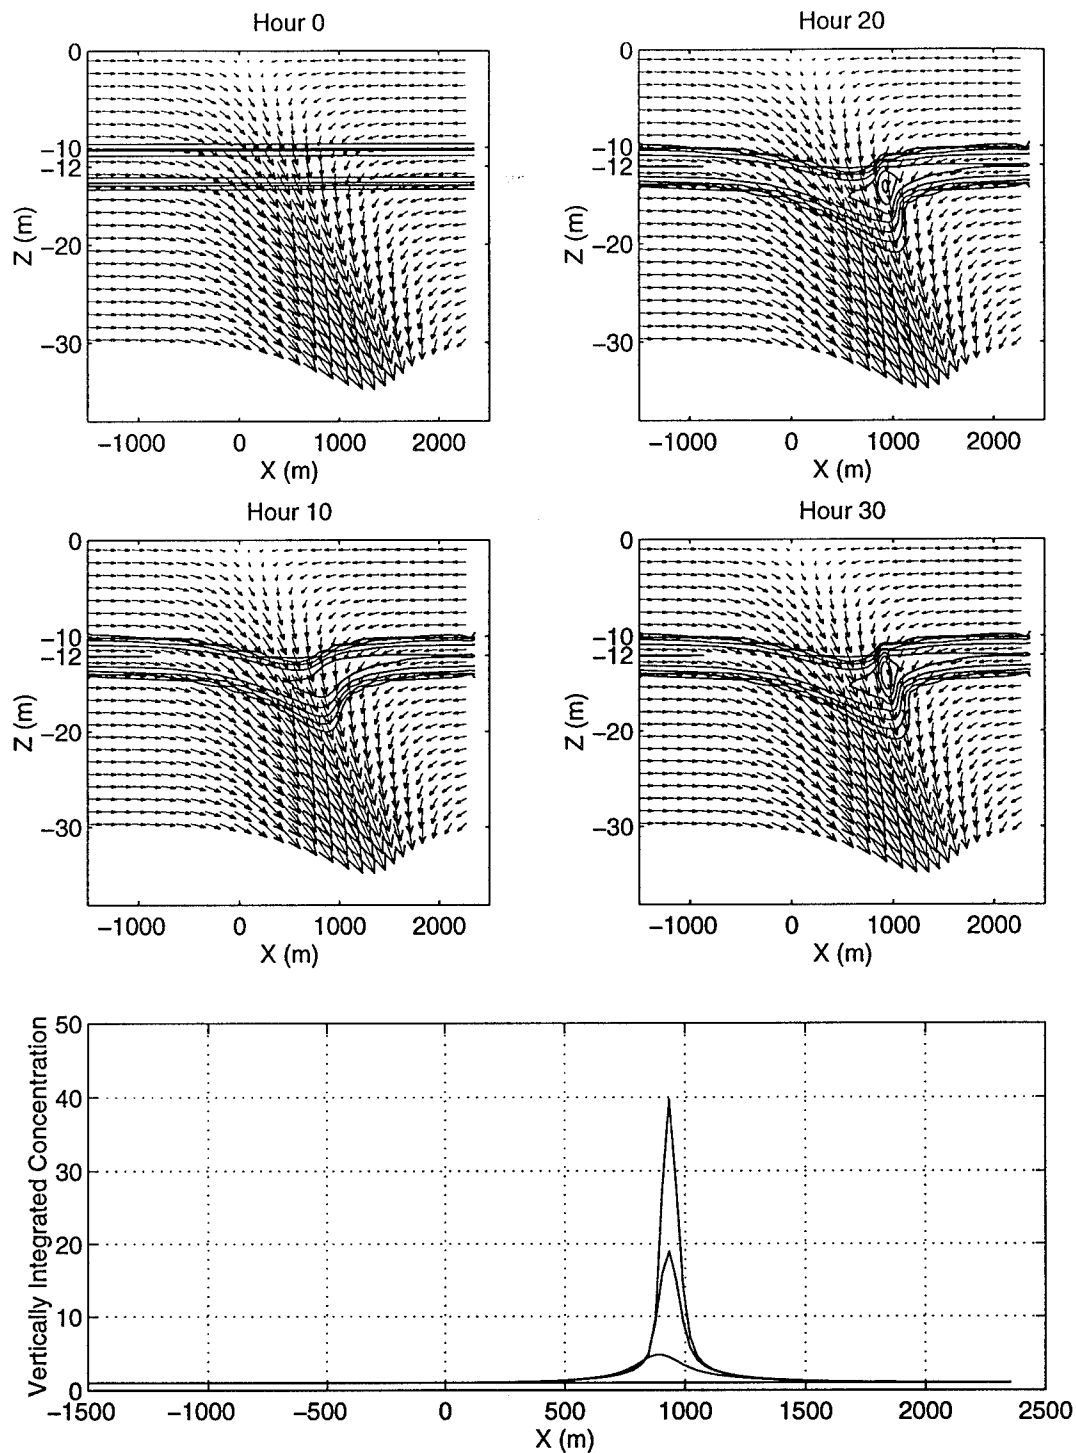 Hour 0
0
−10
−12
−20
−30
Z (m)
−1000 0 1000 2000
X (m)
Hour 20
0
−10
−12
−20
−30
Z (m)
−1000 0 1000 2000
X (m)
Hour 10
0
−10
−12
−20
−30
Z (m)
−1000 0 1000 2000
X (m)
Hour 30
0
−10
−12
−20
−30
Z (m)
−1000 0 1000 2000
X (m)
Vertically Integrated Concentration
50
40
30
20
10
0
−1500 −1000 −500 0 500 1000 1500 2000 2500
X (m)